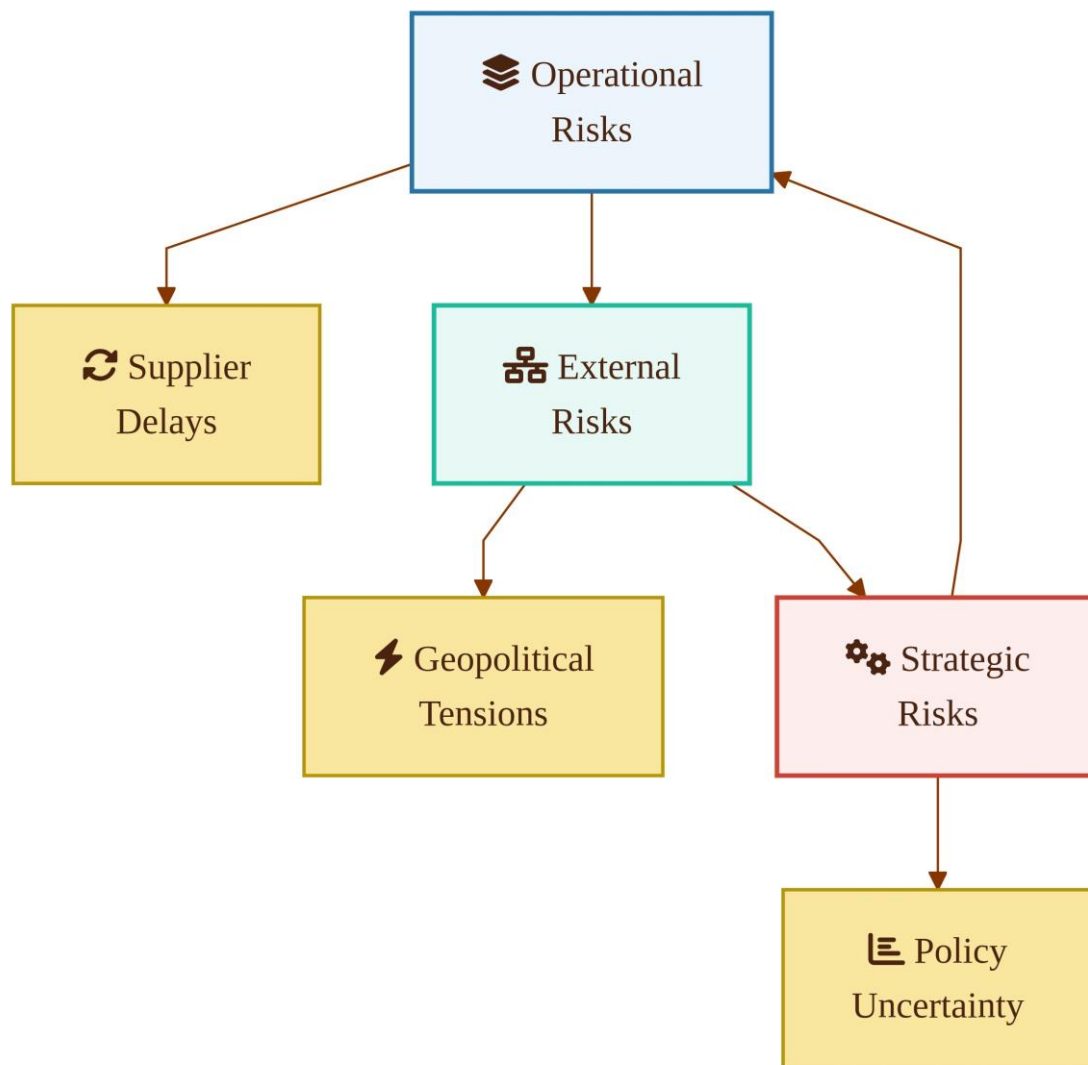 Operational
Risks
Supplier
Delays
External
Risks
Geopolitical
Tensions
Strategic
Risks
Policy
Uncertainty